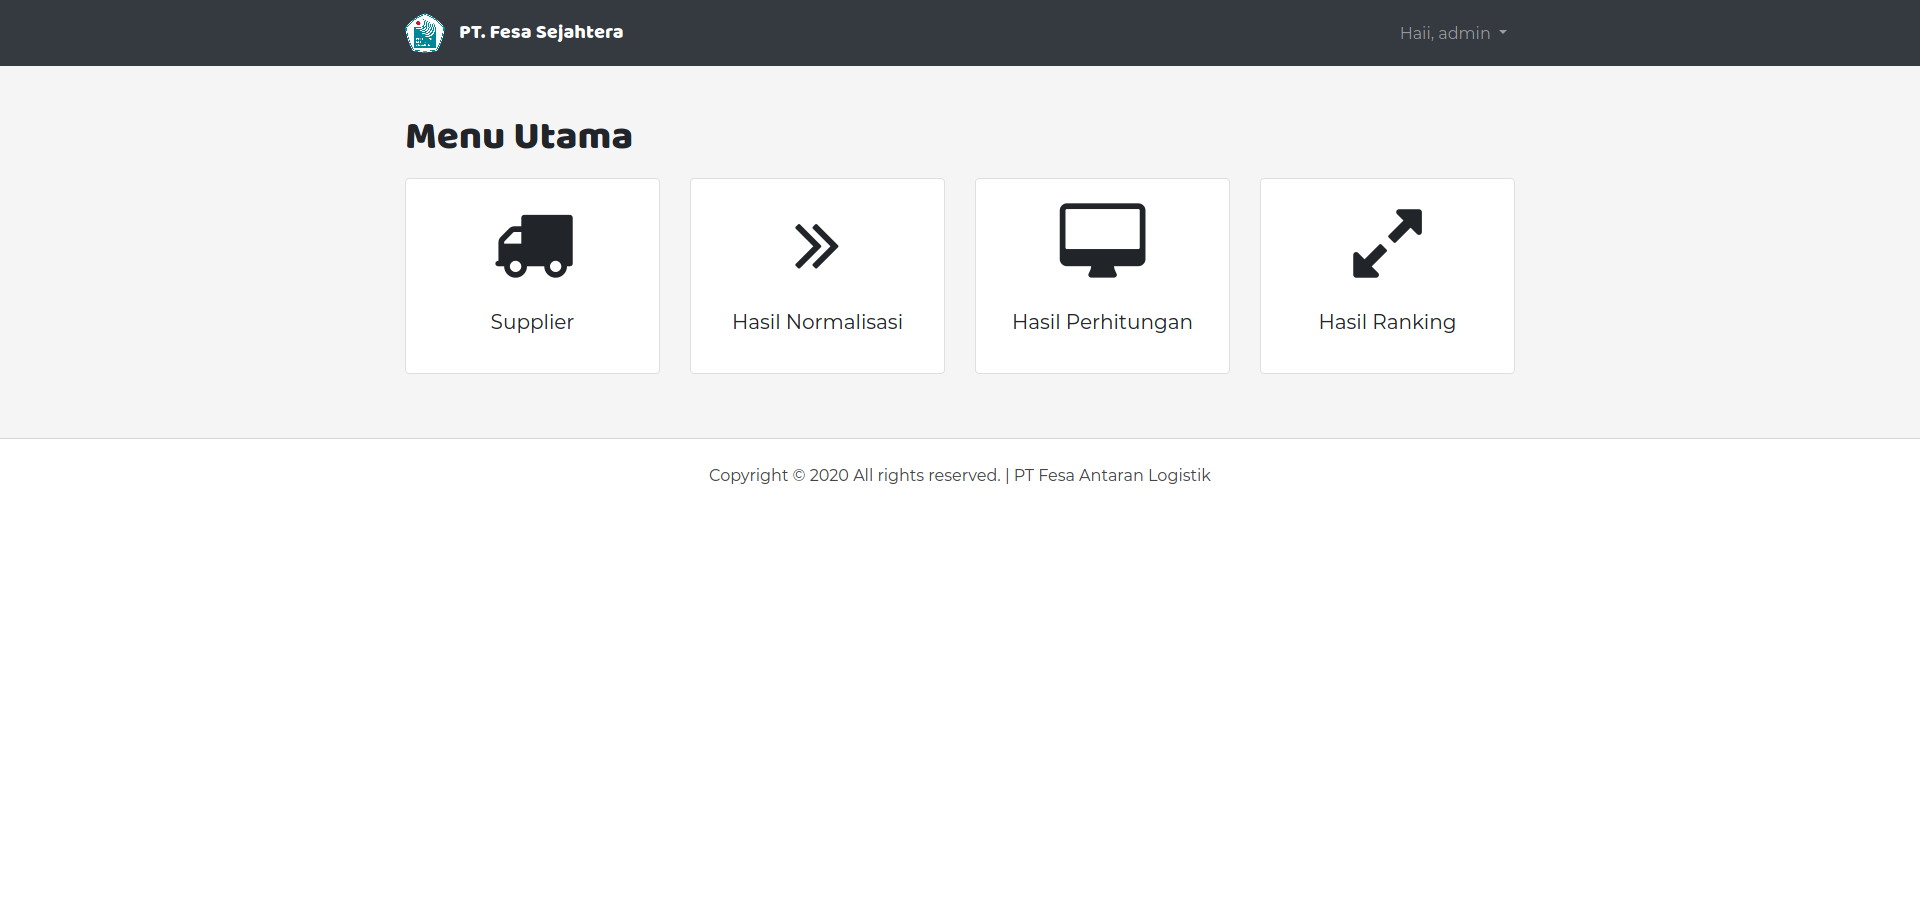 PT. Fesa Sejahtera
Haii, admin
Menu Utama
Supplier
Hasil Normalisasi
Hasil Perhitungan
Hasil Ranking
Copyright © 2020 All rights reserved. | PT Fesa Antaran Logistik